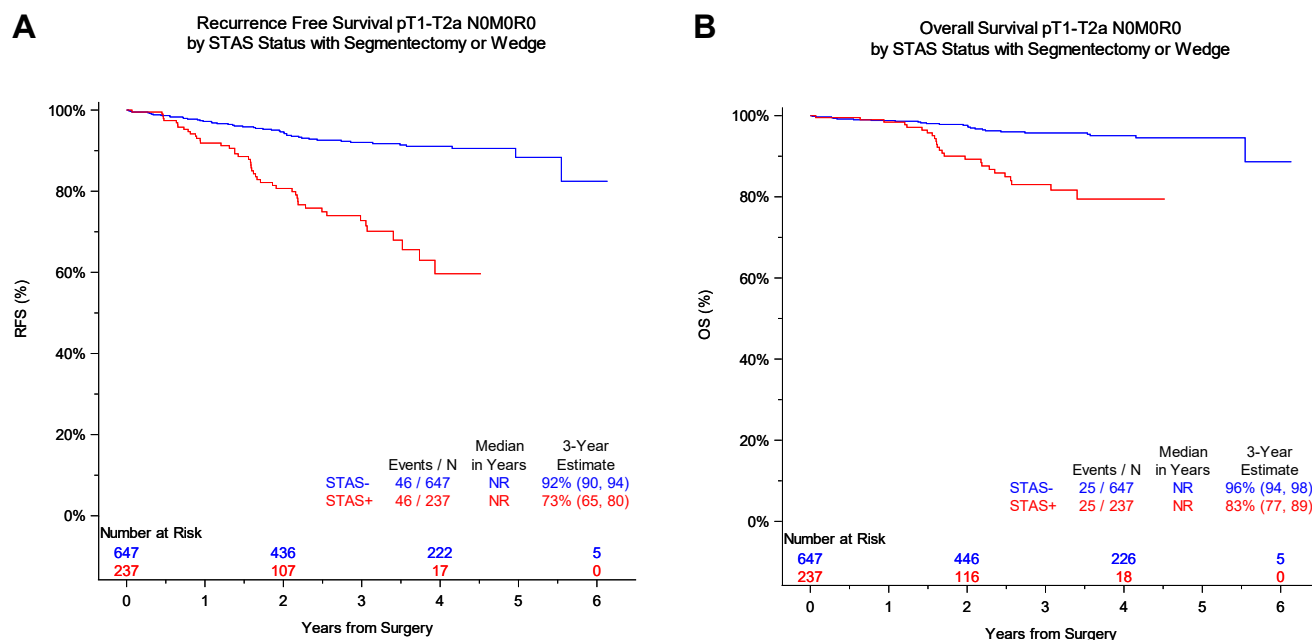 A
Recurrence Free Survival pT1-T2a N0M0R0
by STAS Status with Segmentectomy or Wedge
100%
80%
60%
40%
20%
0%
RFS (%)
Median 3-Year
Events / N in Years Estimate
STAS- 46 / 647 NR 92% (90, 94)
STAS+ 46 / 237 NR 73% (65, 80)
Number at Risk
647 436 222 5
237 107 17 0
0 1 2 3 4 5 6
Years from Surgery
B
Overall Survival pT1-T2a N0M0R0
by STAS Status with Segmentectomy or Wedge
100%
80%
60%
40%
20%
0%
OS (%)
Median 3-Year
Events / N in Years Estimate
STAS- 25 / 647 NR 96% (94, 98)
STAS+ 25 / 237 NR 83% (77, 89)
Number at Risk
647 446 226 5
237 116 18 0
0 1 2 3 4 5 6
Years from Surgery